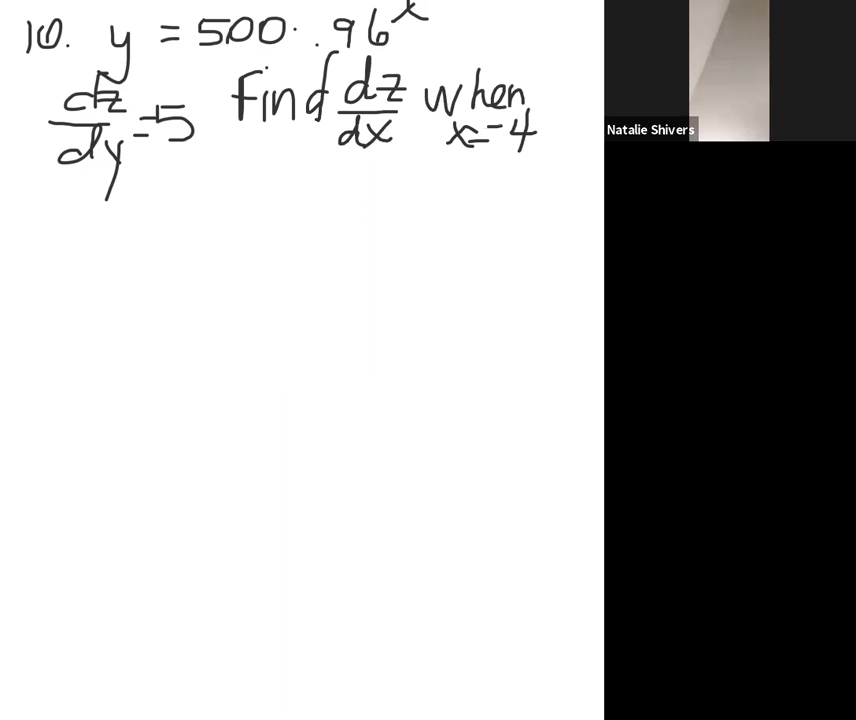 10. y = 500 · .96^x
dz/dy = 5 Find dz/dx when x = -4
Natalie Shivers